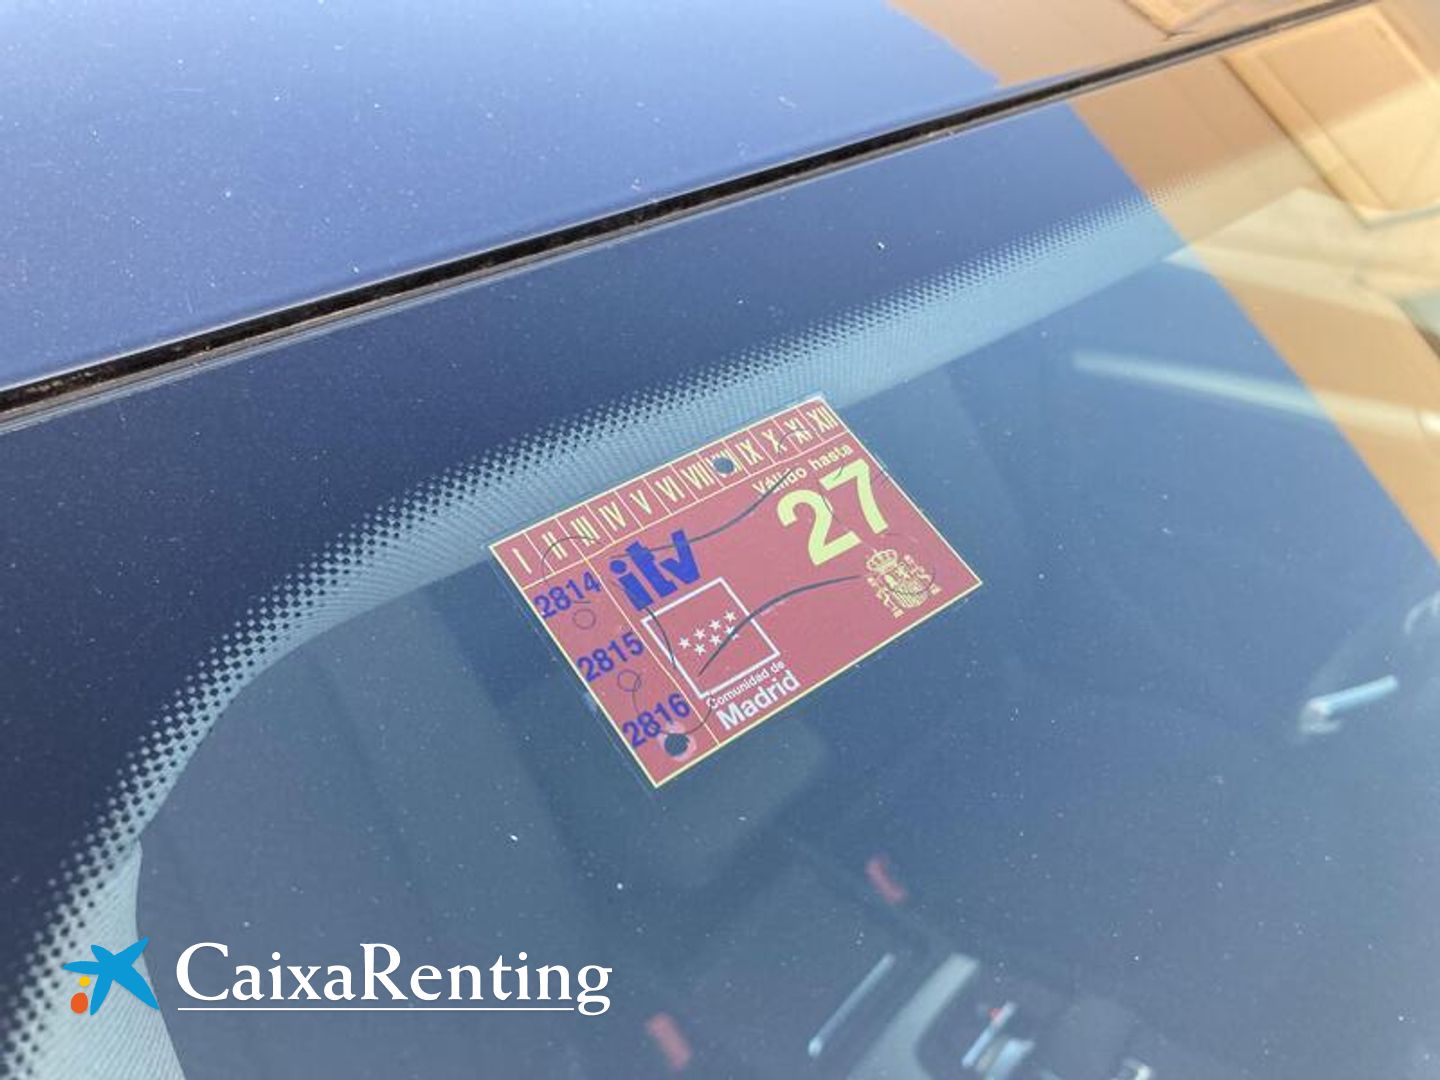 I II III IV V VI VII VIII IX X XI XII
Válido hasta
27
itv
2814
2815
2816
Comunidad de
Madrid
CaixaRenting